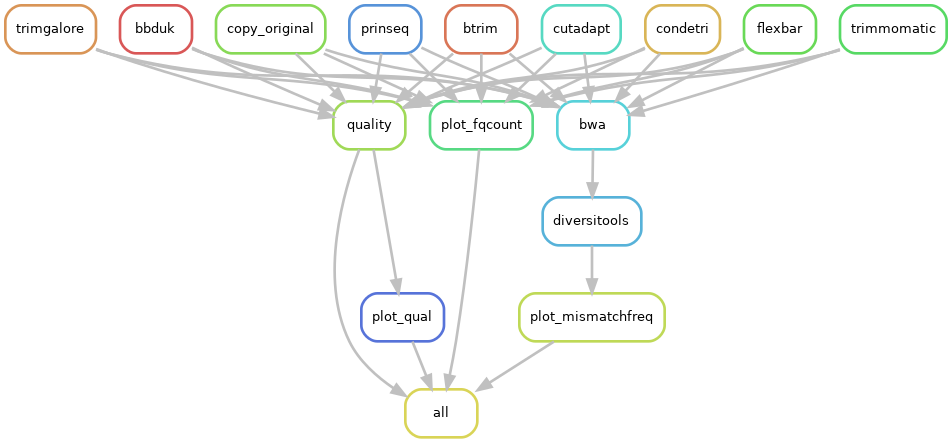 trimgalore
bbduk
copy_original
prinseq
btrim
cutadapt
condetri
flexbar
trimmomatic
quality
plot_fqcount
bwa
diversitools
plot_qual
plot_mismatchfreq
all